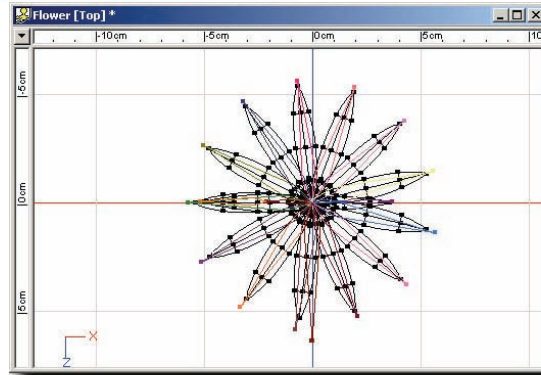 Flower [Top] *
-10cm -5cm 0cm 5cm 10
-5cm
0cm
5cm
X
Z